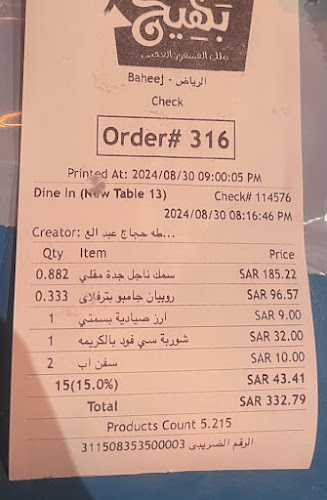 بهيج
Baheej - الرياض
Check
Order# 316
Printed At: 2024/08/30 09:00:05 PM
Dine In (New Table 13) Check# 114576
2024/08/30 08:16:46 PM
Creator: طه حجاج عبد الع...
Qty Item Price
0.882 سمك ناجل جدة مقلي SAR 185.22
0.333 روبيان جامبو بترفلاي SAR 96.57
1 أرز صيادية بسمتي SAR 9.00
1 شوربة سي فود بالكريمه SAR 32.00
2 سفن اب SAR 10.00
15(15.0%) SAR 43.41
Total SAR 332.79
Products Count 5.215
الرقم الضريبي 311508353500003